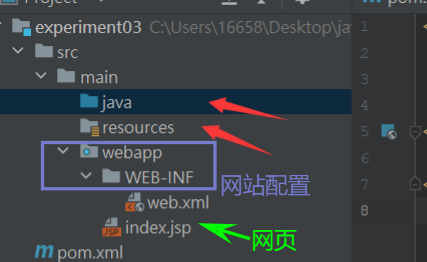 Project
pom.
experiment03 C:\Users\16658\Desktop\ja
src
main
java
resources
webapp
WEB-INF
网站配置
web.xml
index.jsp
网页
pom.xml
1
2
3
4
5
6
7
8